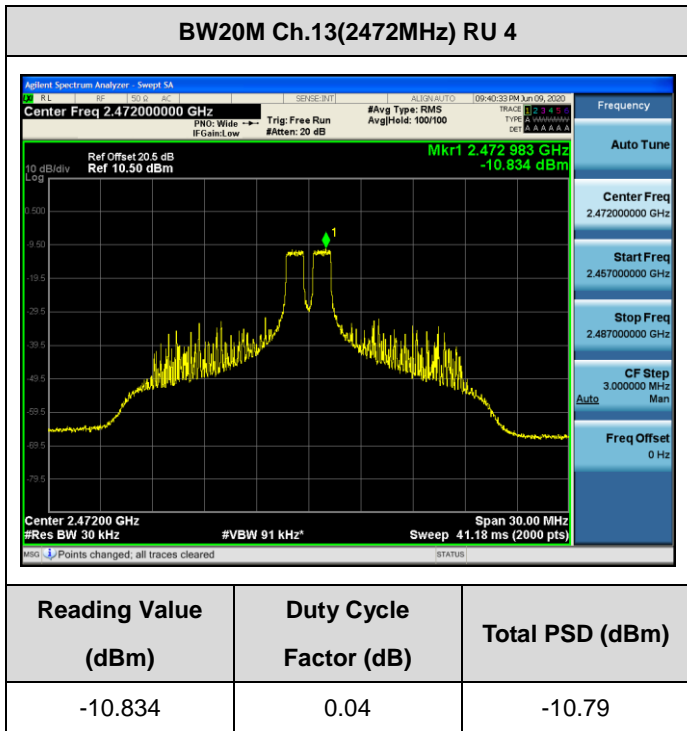 BW20M Ch.13(2472MHz) RU 4
Agilent Spectrum Analyzer - Swept SA
RL RF 50 Ω AC SENSE:INT ALIGN AUTO 09:40:33 PM Jun 09, 2020
Center Freq 2.472000000 GHz #Avg Type: RMS TRACE 1 2 3 4 5 6
PNO: Wide Trig: Free Run Avg|Hold: 100/100 TYPE A WWWWW
IFGain:Low #Atten: 20 dB DET A A A A A A
Frequency
Mkr1 2.472 983 GHz
-10.834 dBm
Ref Offset 20.5 dB
10 dB/div Ref 10.50 dBm
Log
0.500
-9.50
-19.5
-29.5
-39.5
-49.5
-59.5
-69.5
-79.5
1
Auto Tune
Center Freq
2.472000000 GHz
Start Freq
2.457000000 GHz
Stop Freq
2.487000000 GHz
CF Step
3.000000 MHz
Auto Man
Freq Offset
0 Hz
Center 2.47200 GHz Span 30.00 MHz
#Res BW 30 kHz #VBW 91 kHz* Sweep 41.18 ms (2000 pts)
MSG Points changed; all traces cleared STATUS
Reading Value (dBm) Duty Cycle Factor (dB) Total PSD (dBm)
-10.834 0.04 -10.79